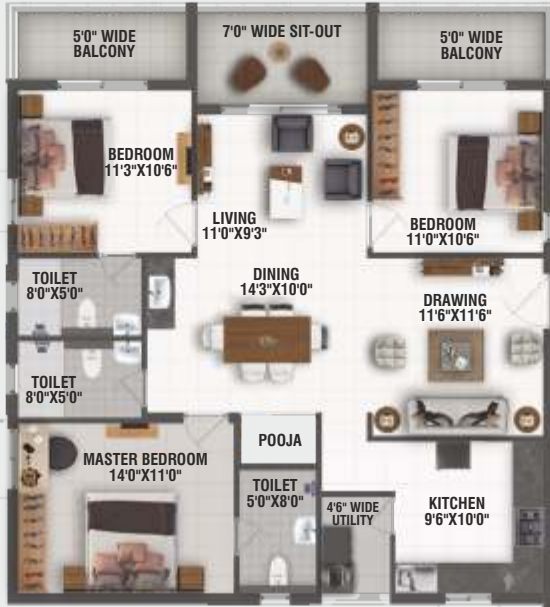 5'0" WIDE
BALCONY
7'0" WIDE SIT-OUT
5'0" WIDE
BALCONY
BEDROOM
11'3"X10'6"
LIVING
11'0"X9'3"
BEDROOM
11'0"X10'6"
TOILET
8'0"X5'0"
DINING
14'3"X10'0"
DRAWING
11'6"X11'6"
TOILET
8'0"X5'0"
POOJA
MASTER BEDROOM
14'0"X11'0"
TOILET
5'0"X8'0"
4'6" WIDE
UTILITY
KITCHEN
9'6"X10'0"